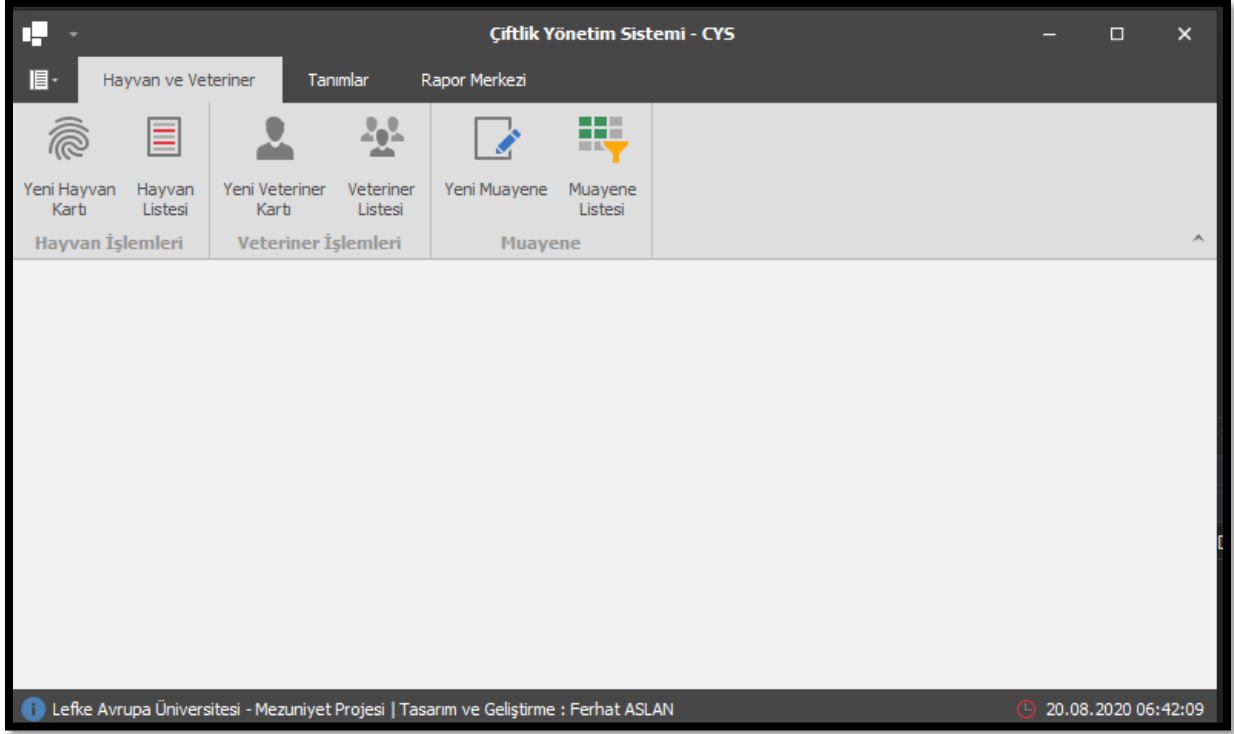 Çiftlik Yönetim Sistemi - CYS
Hayvan ve Veteriner Tanımlar Rapor Merkezi
Yeni Hayvan Kartı
Hayvan Listesi
Yeni Veteriner Kartı
Veteriner Listesi
Yeni Muayene
Muayene Listesi
Hayvan İşlemleri Veteriner İşlemleri Muayene
Lefke Avrupa Üniversitesi - Mezuniyet Projesi | Tasarım ve Geliştirme : Ferhat ASLAN 20.08.2020 06:42:09